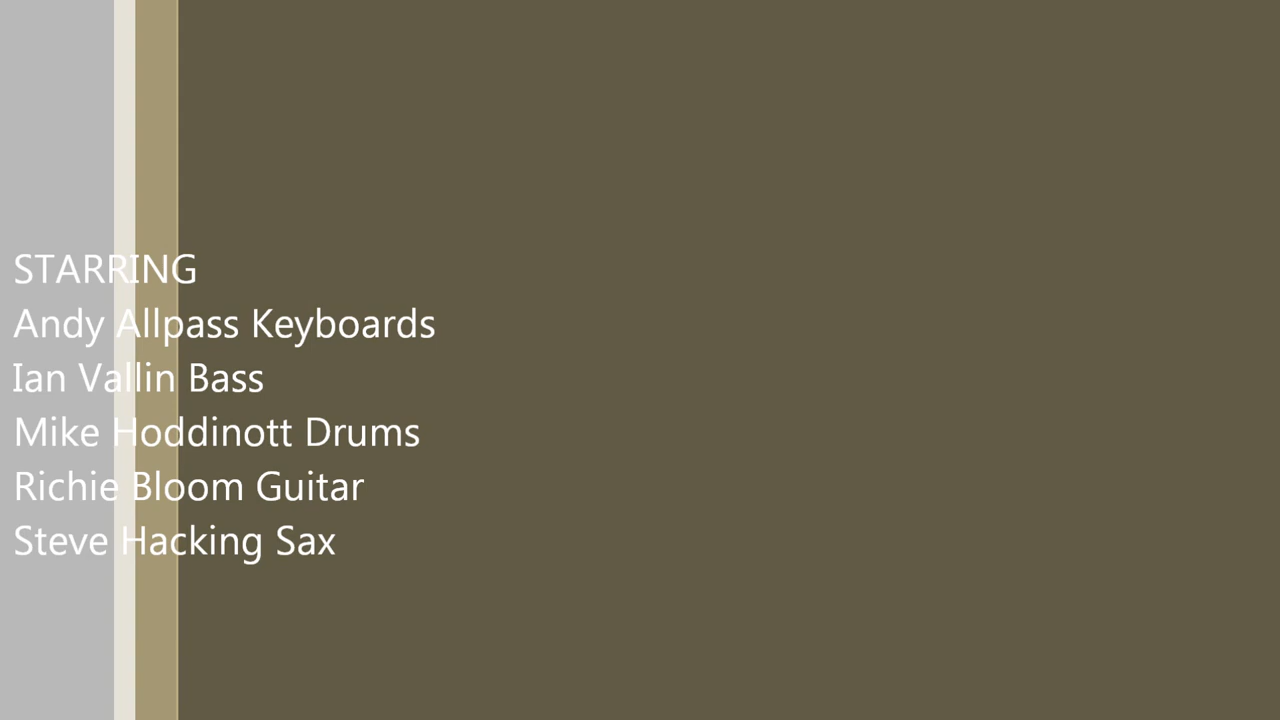 STARRING
Andy Allpass Keyboards
Ian Vallin Bass
Mike Hoddinott Drums
Richie Bloom Guitar
Steve Hacking Sax